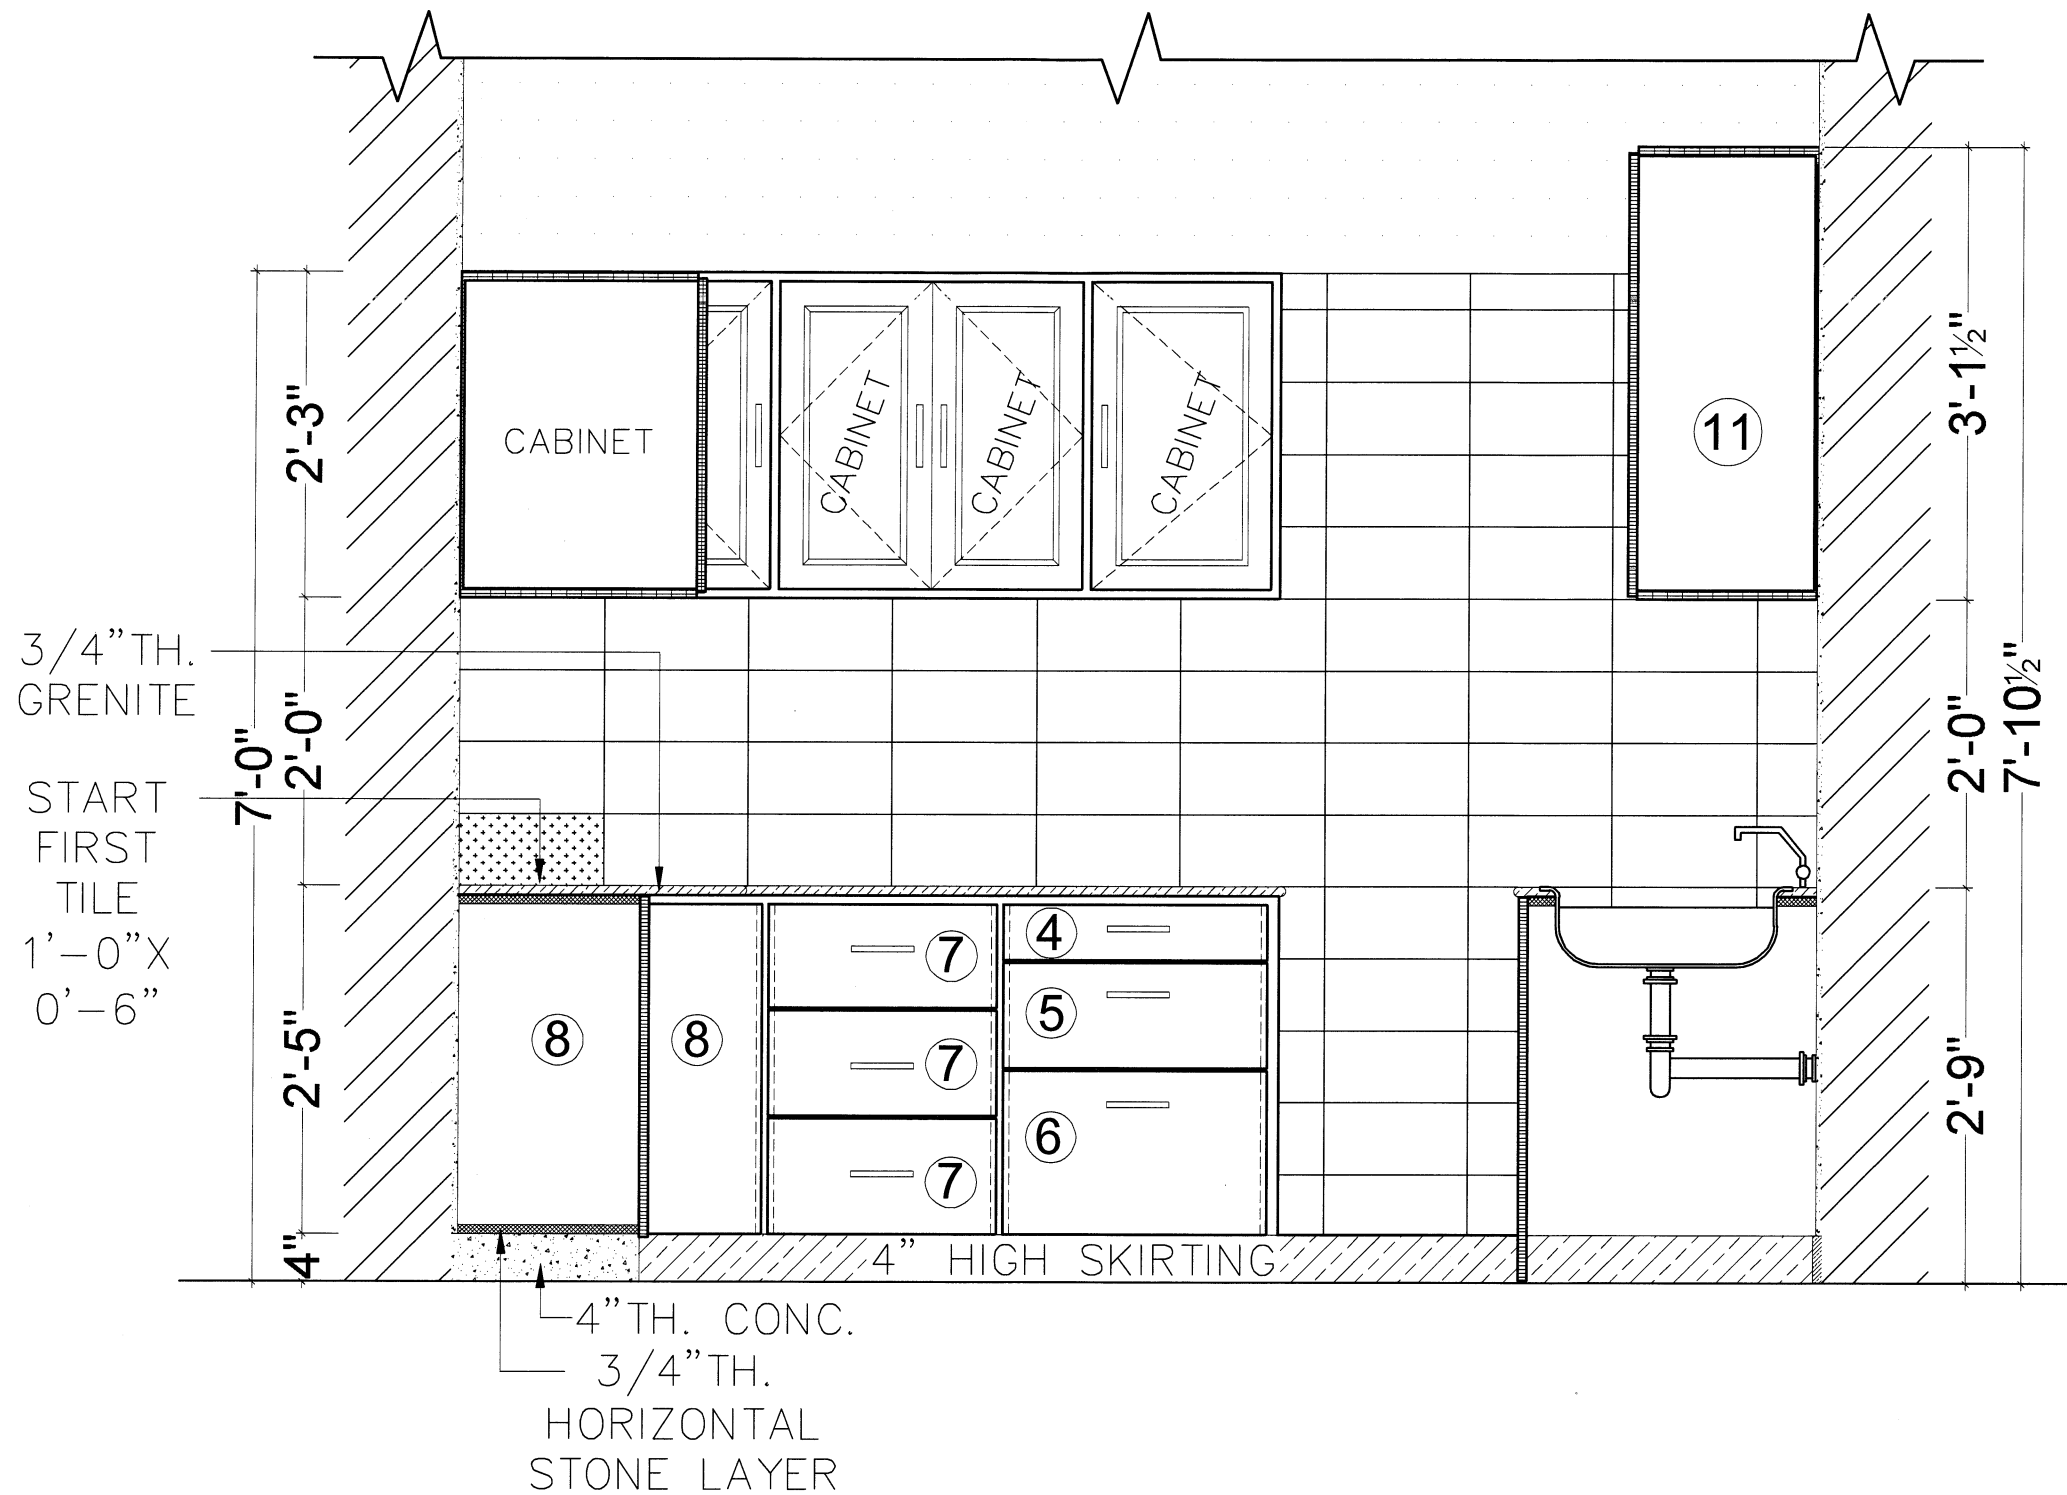 3'-1½"
2'-3"
11
CABINET
CABINET
CABINET
CABINET
3/4"TH.
GRENITE
7'-0"
2'-0"
2'-0"
7'-10½"
START
FIRST
TILE
1'-0"X
0'-6"
4
7
5
8
8
7
6
7
2'-5"
2'-9"
4"
4" HIGH SKIRTING
4"TH. CONC.
3/4"TH.
HORIZONTAL
STONE LAYER